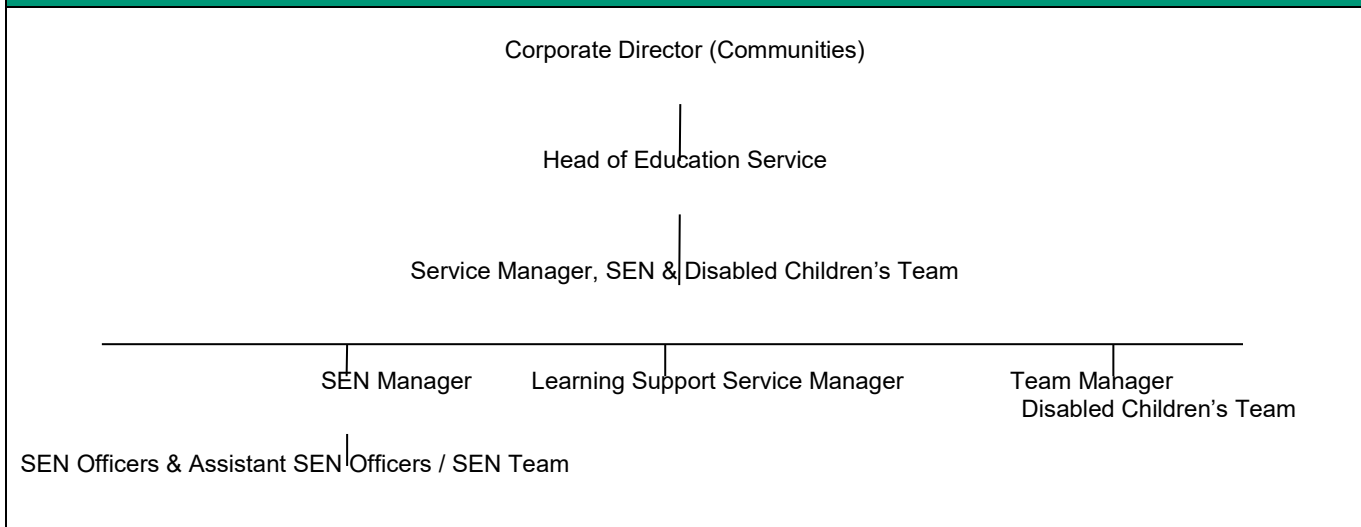 Corporate Director (Communities)
Head of Education Service
Service Manager, SEN & Disabled Children's Team
SEN Manager Learning Support Service Manager Team Manager
Disabled Children's Team
SEN Officers & Assistant SEN Officers / SEN Team